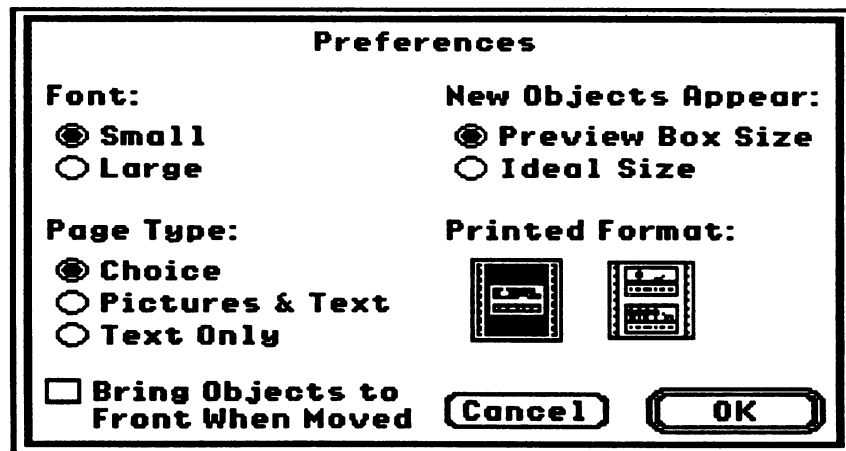 Preferences
Font:
Small
Large
New Objects Appear:
Preview Box Size
Ideal Size
Page Type:
Choice
Pictures & Text
Text Only
Printed Format:
Bring Objects to
Front When Moved
Cancel
OK